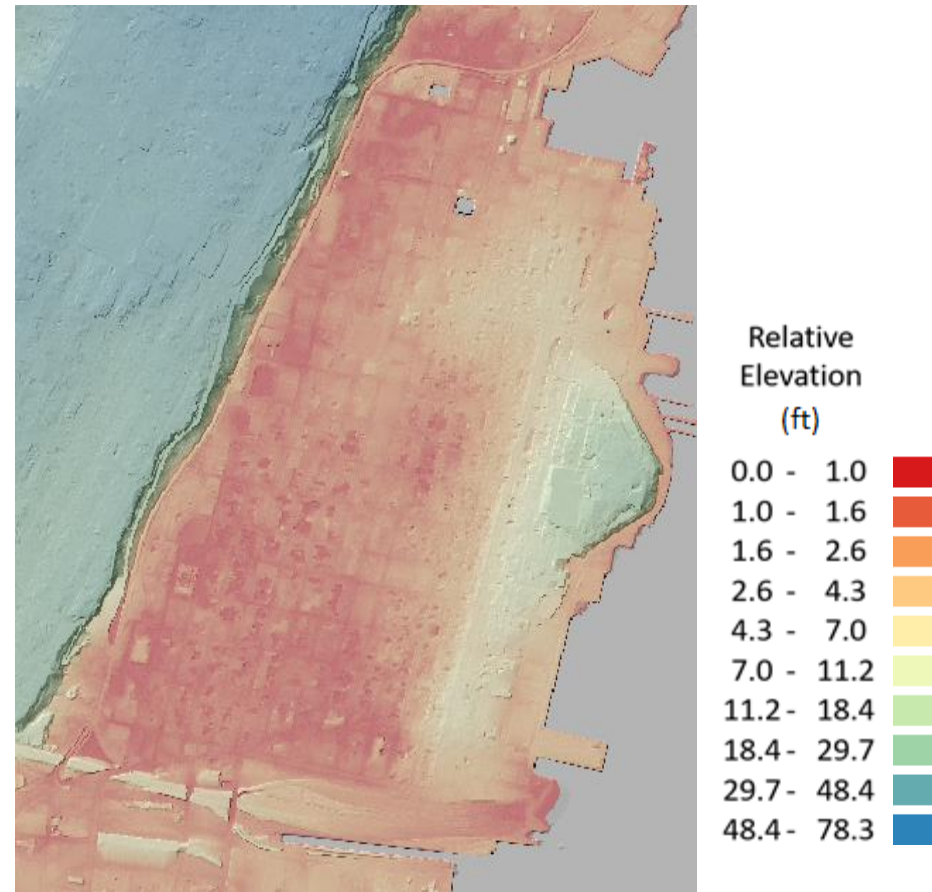 Relative
Elevation
(ft)
0.0 - 1.0
1.0 - 1.6
1.6 - 2.6
2.6 - 4.3
4.3 - 7.0
7.0 - 11.2
11.2 - 18.4
18.4 - 29.7
29.7 - 48.4
48.4 - 78.3